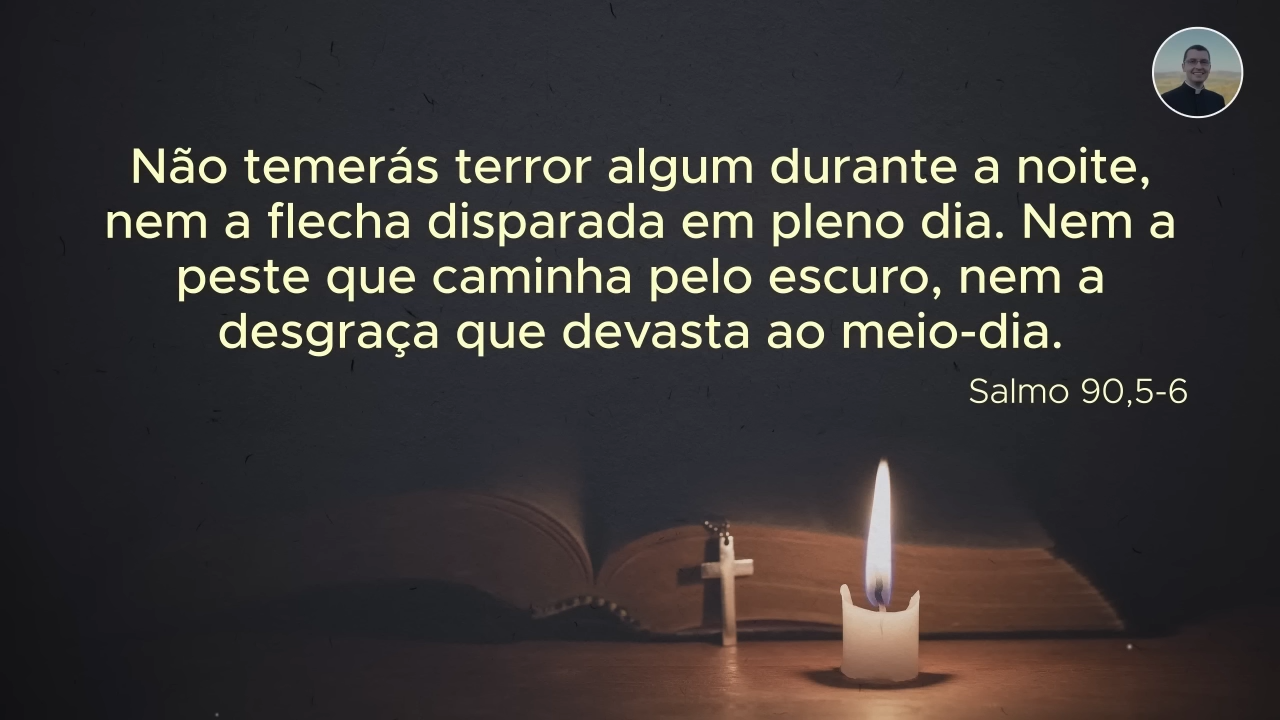 Não temerás terror algum durante a noite,
nem a flecha disparada em pleno dia. Nem a
peste que caminha pelo escuro, nem a
desgraça que devasta ao meio-dia.
Salmo 90,5-6